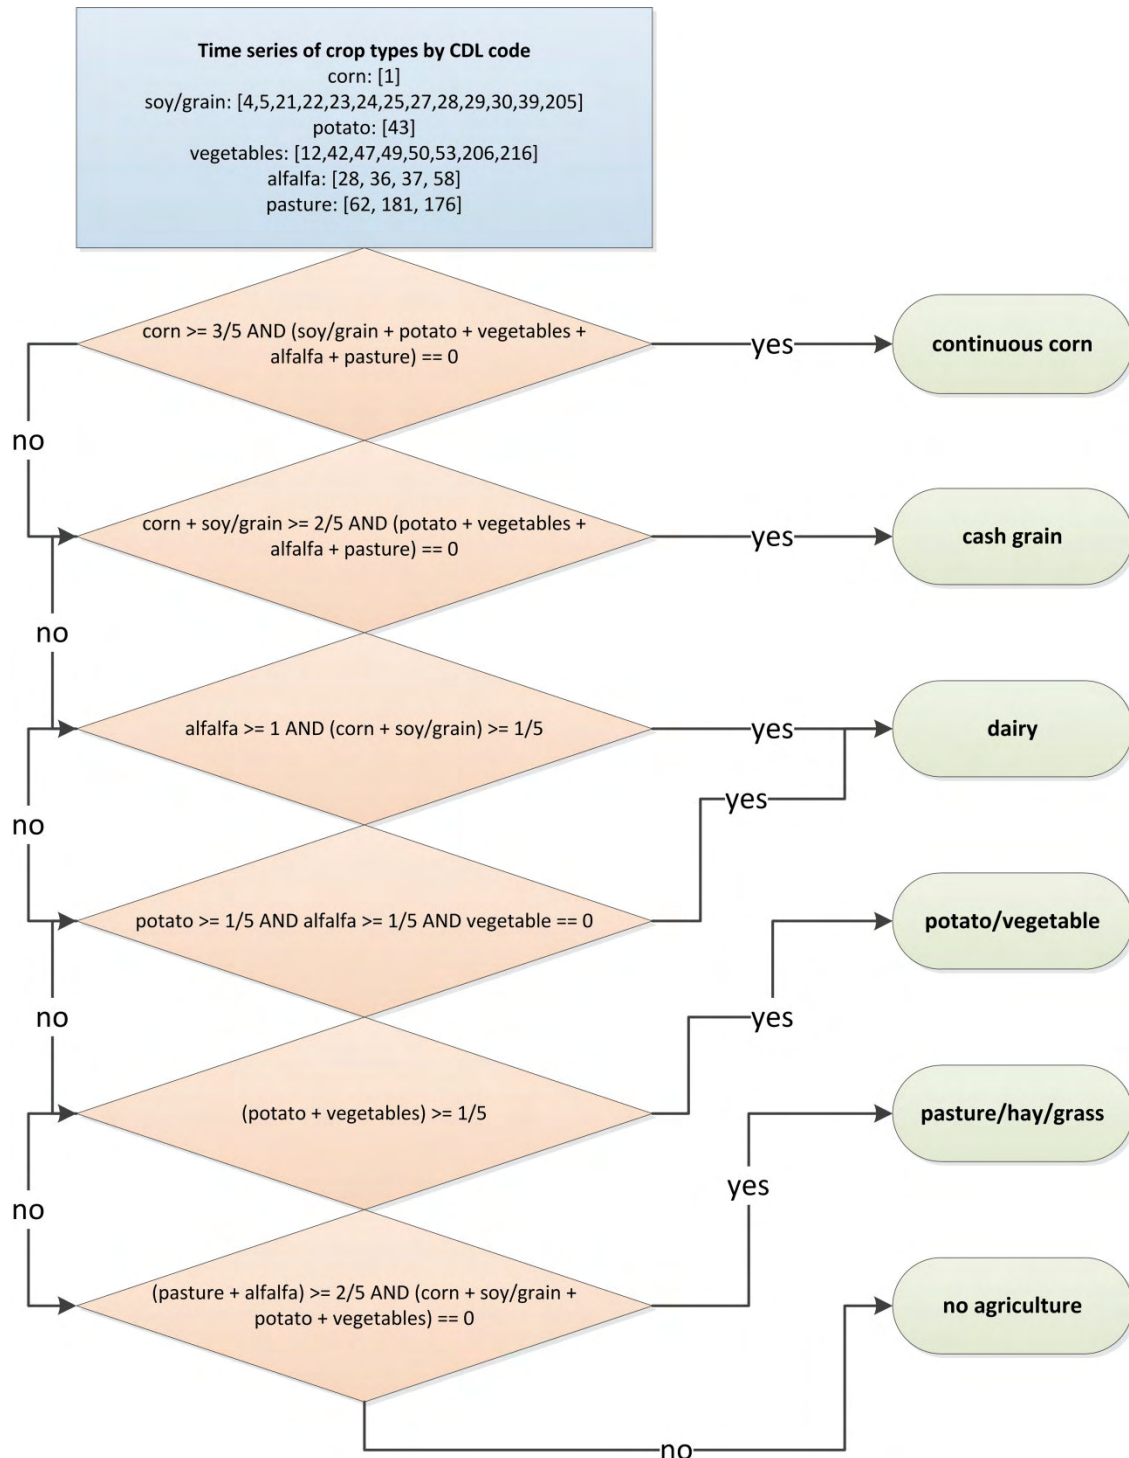 Time series of crop types by CDL code
corn: [1]
soy/grain: [4,5,21,22,23,24,25,27,28,29,30,39,205]
potato: [43]
vegetables: [12,42,47,49,50,53,206,216]
alfalfa: [28, 36, 37, 58]
pasture: [62, 181, 176]
corn >= 3/5 AND (soy/grain + potato + vegetables +
alfalfa + pasture) == 0
yes
continuous corn
no
corn + soy/grain >= 2/5 AND (potato + vegetables +
alfalfa + pasture) == 0
yes
cash grain
no
alfalfa >= 1 AND (corn + soy/grain) >= 1/5
yes
dairy
no
potato >= 1/5 AND alfalfa >= 1/5 AND vegetable == 0
yes
potato/vegetable
no
(potato + vegetables) >= 1/5
yes
pasture/hay/grass
no
(pasture + alfalfa) >= 2/5 AND (corn + soy/grain +
potato + vegetables) == 0
yes
no agriculture
no